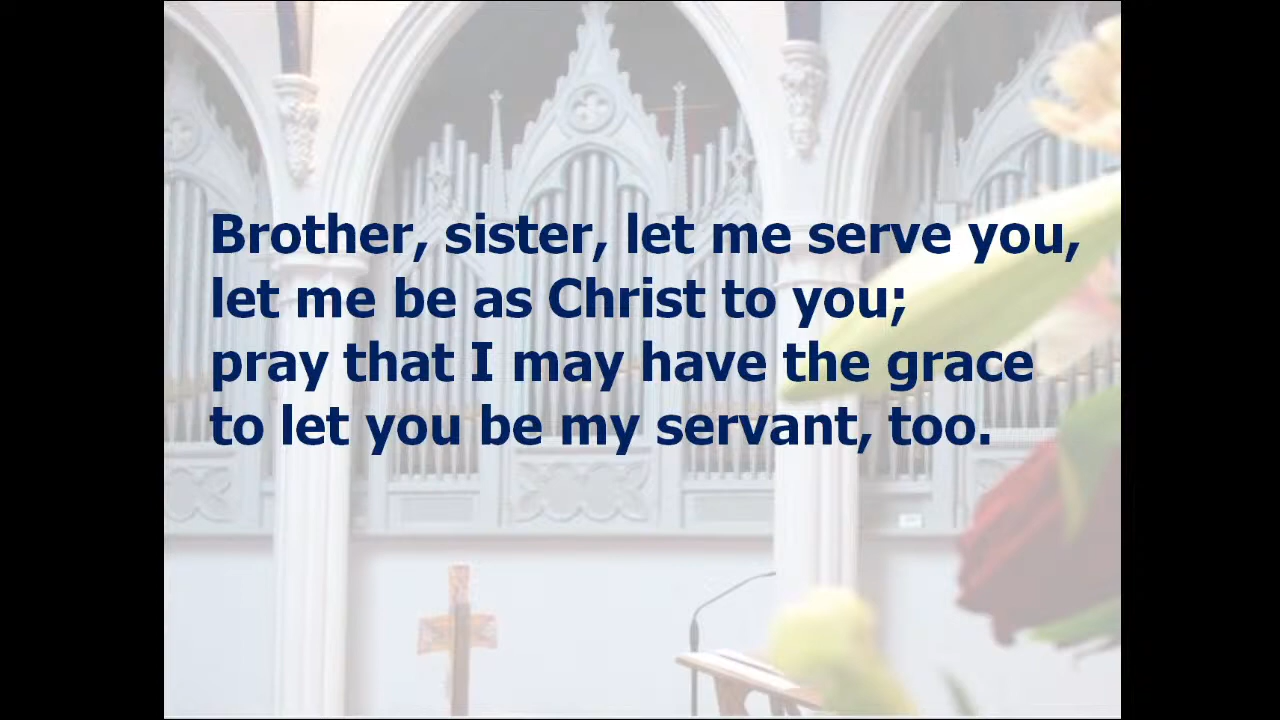 Brother, sister, let me serve you,
let me be as Christ to you;
pray that I may have the grace
to let you be my servant, too.